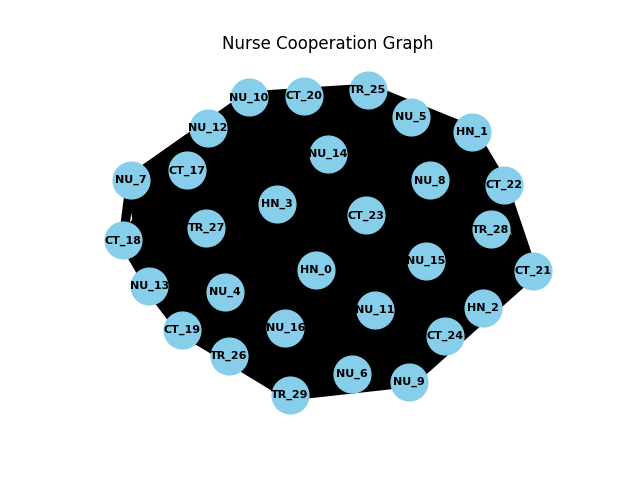 Nurse Cooperation Graph
TR_25
CT_20
NU_10
NU_5
NU_12
HN_1
NU_14
CT_17
NU_7
NU_8
CT_22
HN_3
CT_23
TR_27
TR_28
CT_18
NU_15
HN_0
CT_21
NU_13
NU_4
HN_2
NU_11
NU_16
CT_19
CT_24
TR_26
NU_6
NU_9
TR_29